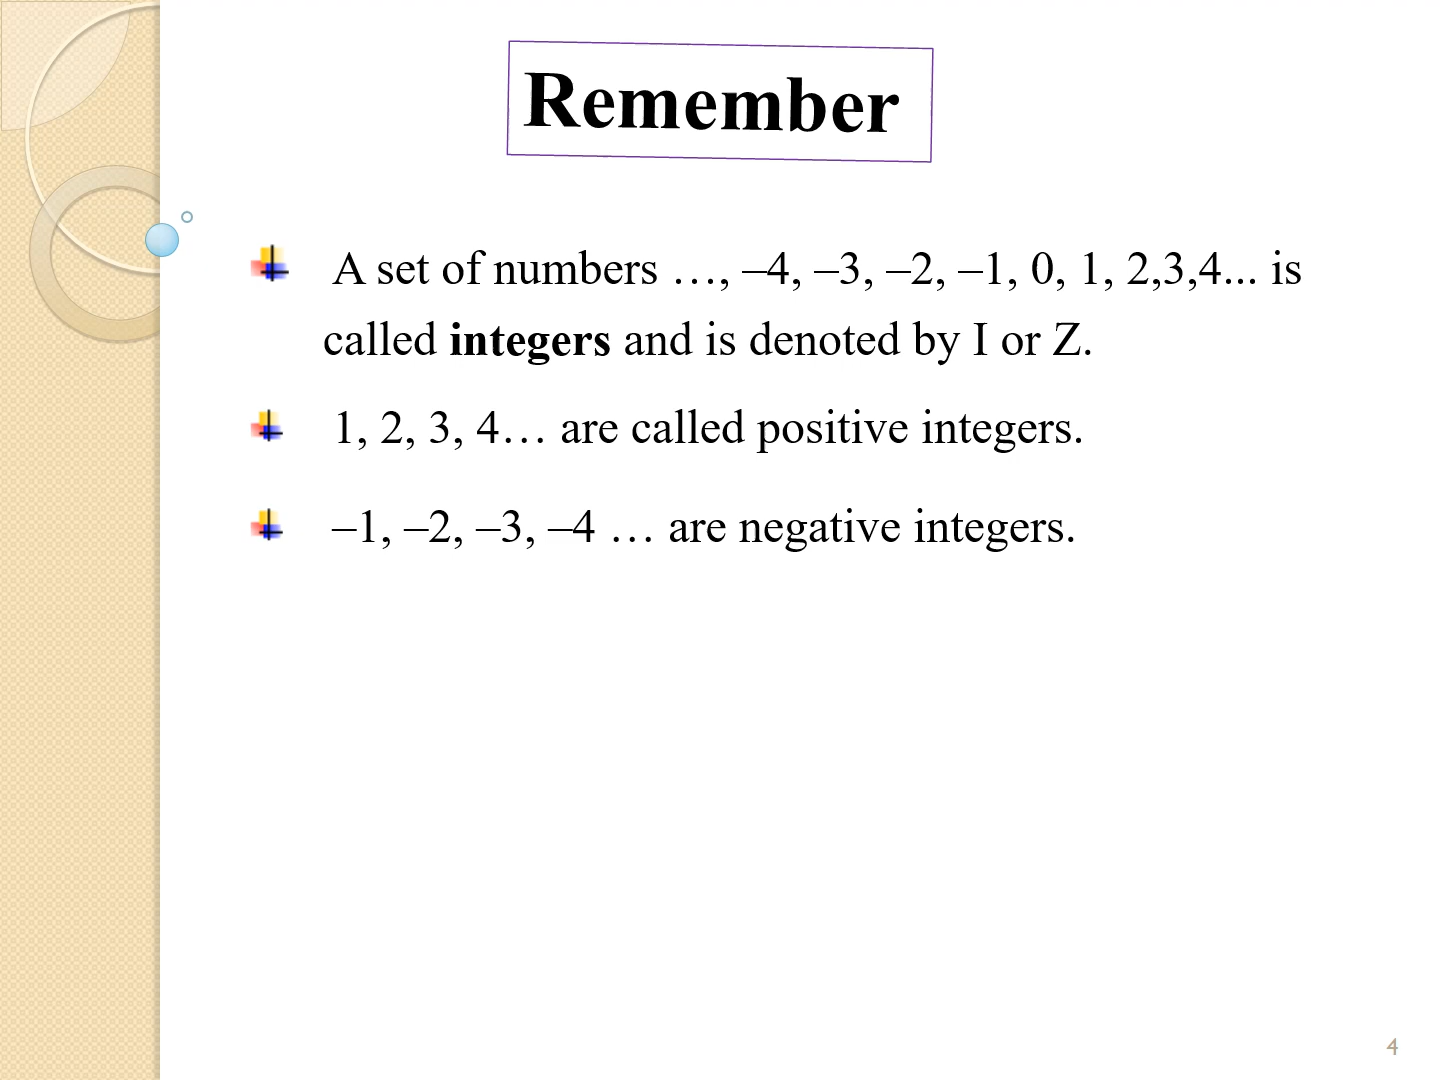 Remember
A set of numbers …, –4, –3, –2, –1, 0, 1, 2,3,4... is
called integers and is denoted by I or Z.
1, 2, 3, 4… are called positive integers.
–1, –2, –3, –4 … are negative integers.
4